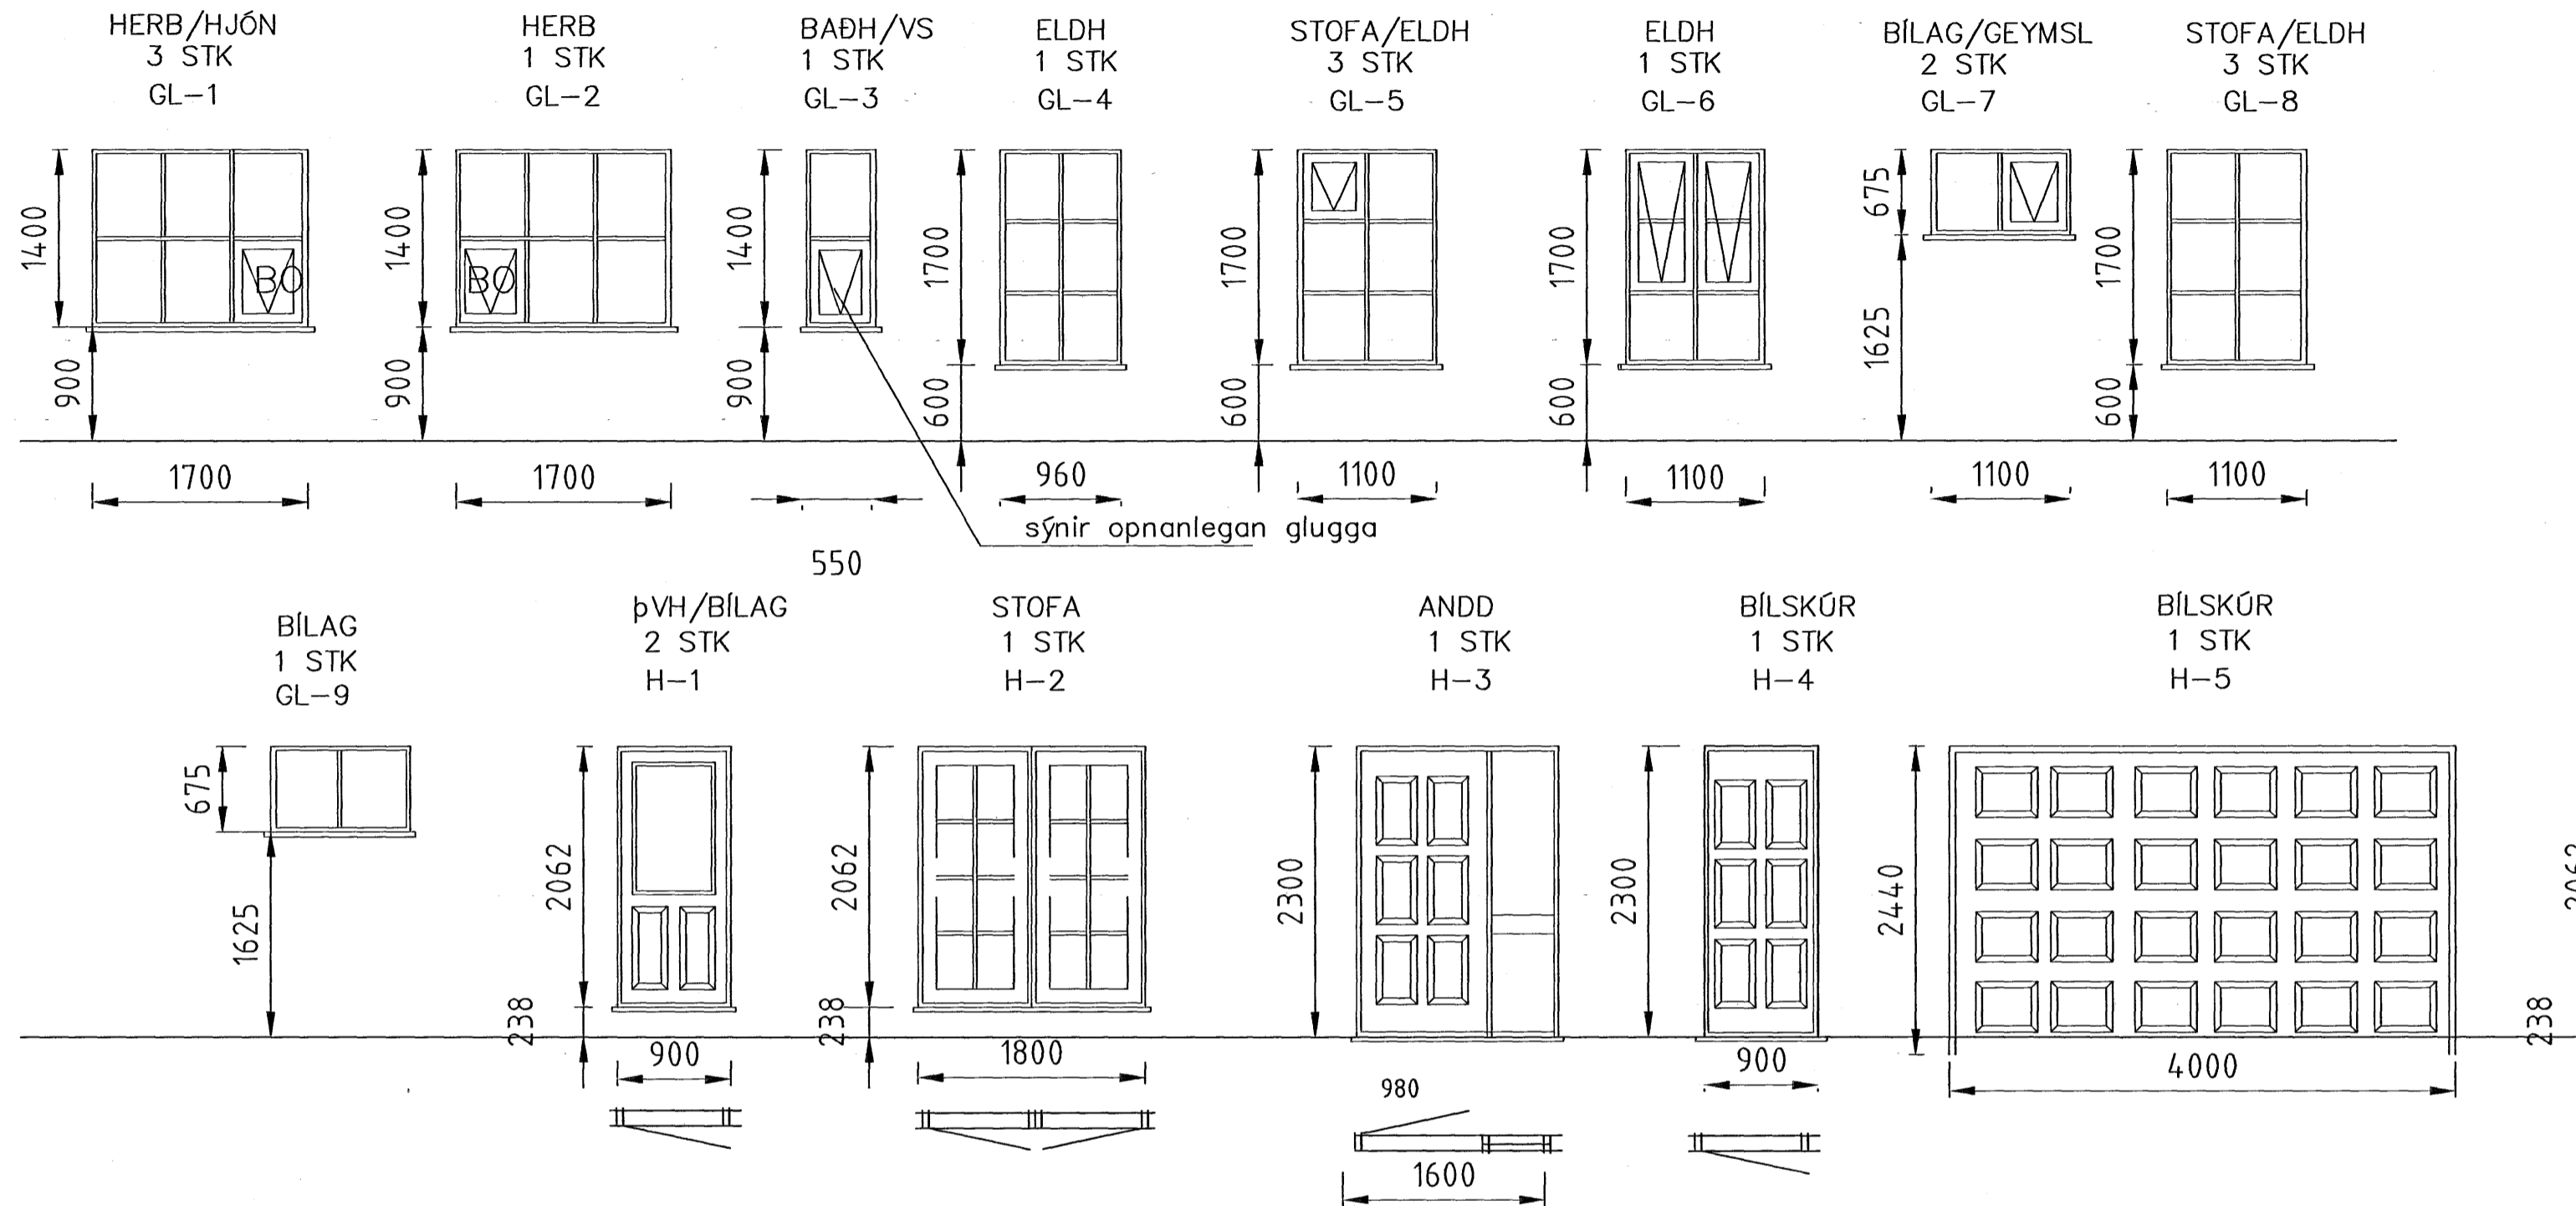 HERB/HJÓN
3 STK
GL-1
HERB
1 STK
GL-2
BAÐH/VS
1 STK
GL-3
ELDH
1 STK
GL-4
STOFA/ELDH
3 STK
GL-5
ELDH
1 STK
GL-6
BÍLAG/GEYMSL
2 STK
GL-7
STOFA/ELDH
3 STK
GL-8
1400
900
BO
1700
1400
900
BO
1700
1400
900
550
1700
600
960
1700
600
1100
1700
600
1100
675
1625
1100
1700
600
1100
sýnir opnanlegan glugga
BÍLAG
1 STK
GL-9
þVH/BÍLAG
2 STK
H-1
STOFA
1 STK
H-2
ANDD
1 STK
H-3
BÍLSKÚR
1 STK
H-4
BÍLSKÚR
1 STK
H-5
675
1625
2062
238
900
2062
238
1800
2300
980
1600
2300
900
2440
4000
2062
238